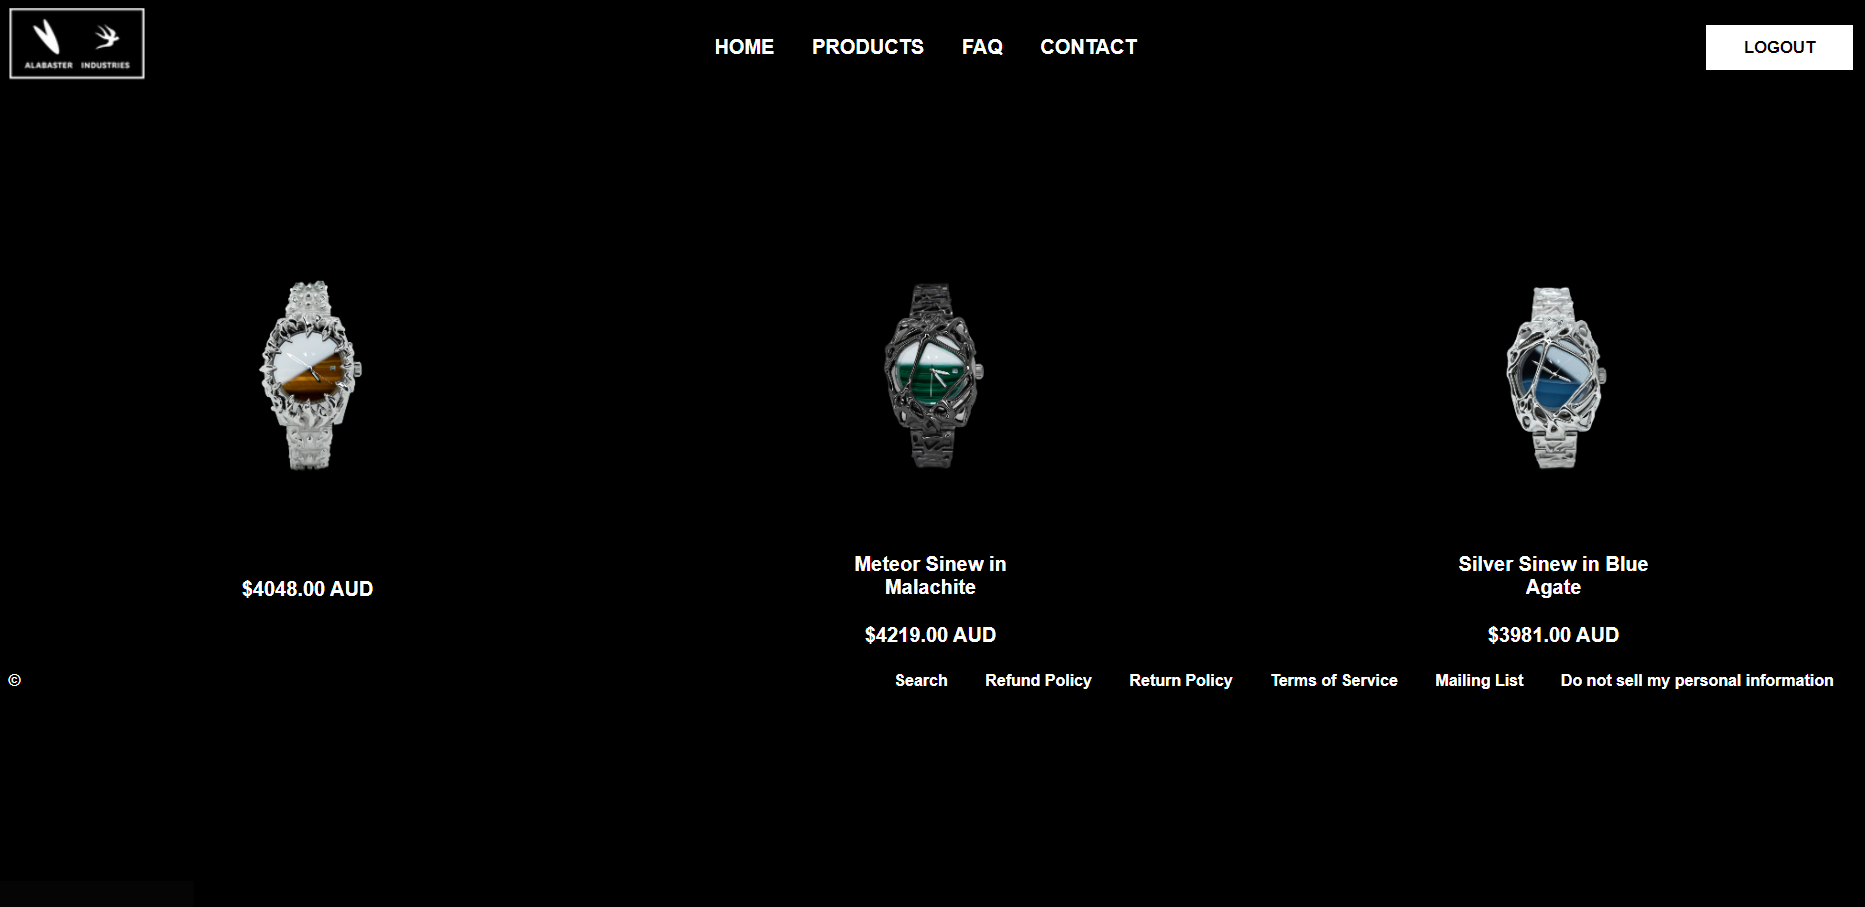 ALABASTER INDUSTRIES
HOME PRODUCTS FAQ CONTACT
LOGOUT
$4048.00 AUD
Meteor Sinew in
Malachite
$4219.00 AUD
Silver Sinew in Blue
Agate
$3981.00 AUD
©
Search Refund Policy Return Policy Terms of Service Mailing List Do not sell my personal information